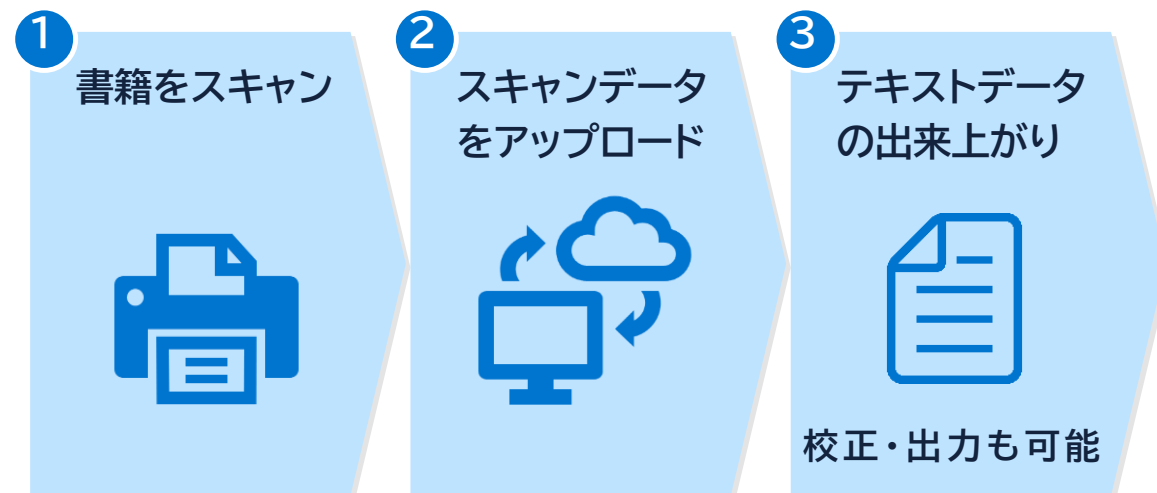 1
書籍をスキャン
2
スキャンデータ
をアップロード
3
テキストデータ
の出来上がり
校正・出力も可能